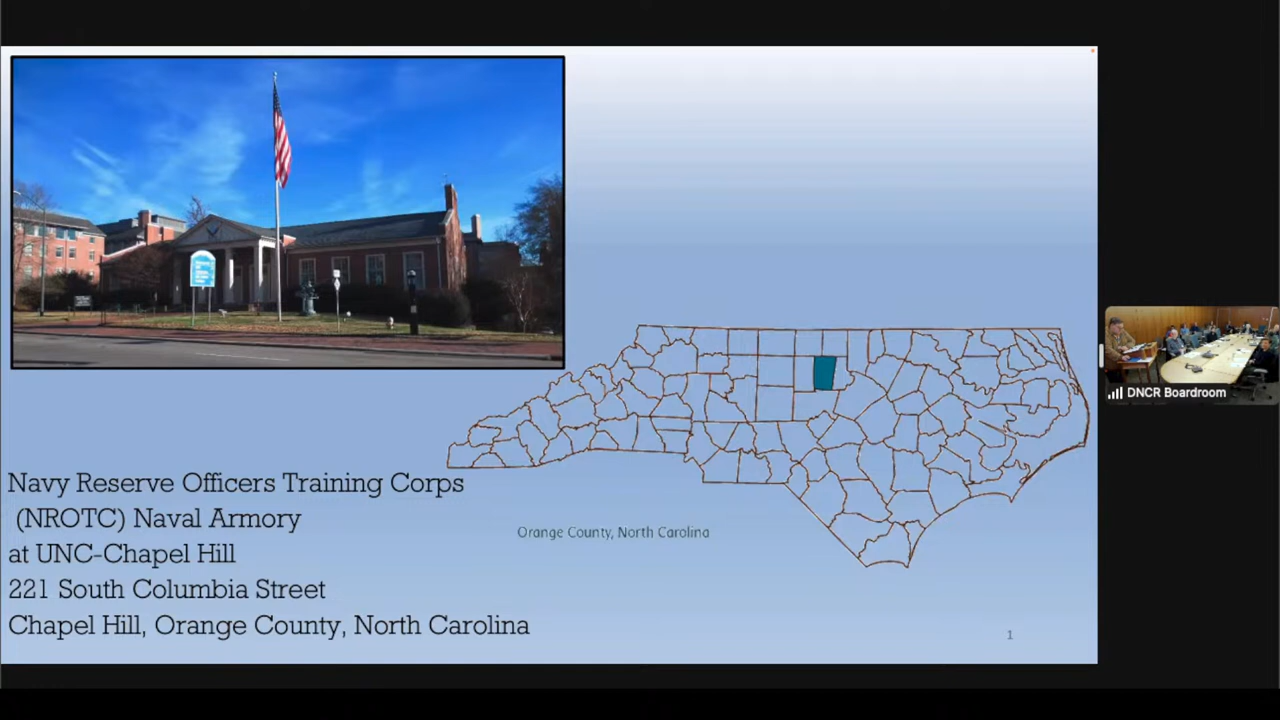 Navy Reserve Officers Training Corps
(NROTC) Naval Armory
at UNC-Chapel Hill
221 South Columbia Street
Chapel Hill, Orange County, North Carolina
Orange County, North Carolina
1
DNCR Boardroom